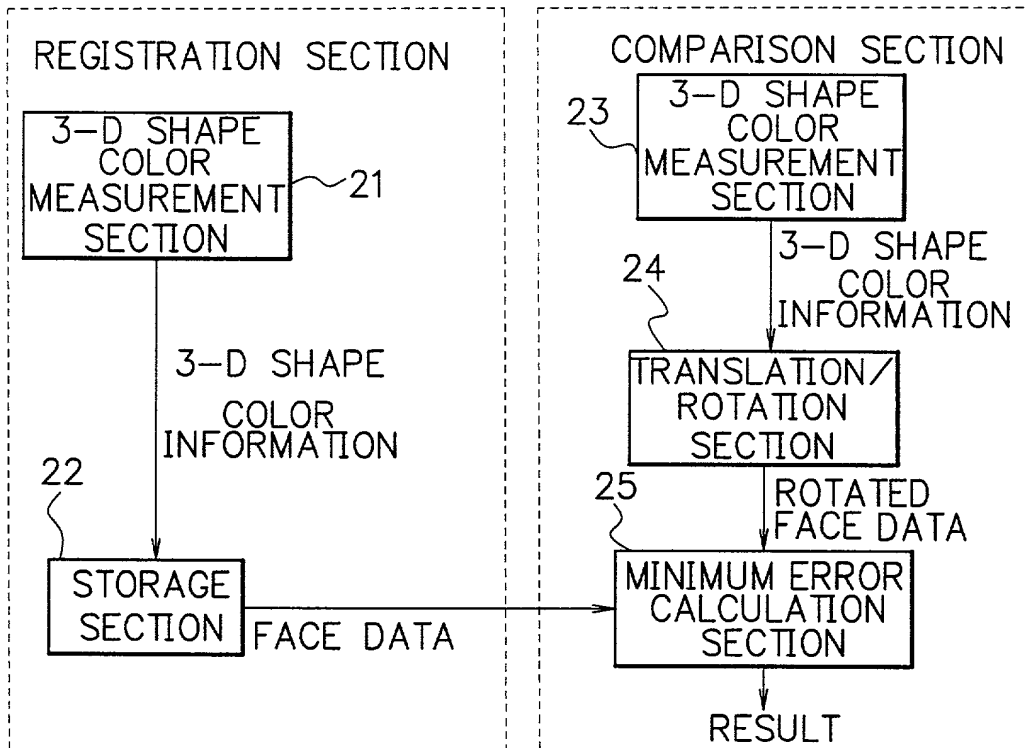 REGISTRATION SECTION
3-D SHAPE
COLOR
MEASUREMENT
SECTION
21
3-D SHAPE
COLOR
INFORMATION
22
STORAGE
SECTION
FACE DATA
COMPARISON SECTION
23
3-D SHAPE
COLOR
MEASUREMENT
SECTION
3-D SHAPE
COLOR
INFORMATION
24
TRANSLATION/
ROTATION
SECTION
ROTATED
FACE DATA
25
MINIMUM ERROR
CALCULATION
SECTION
RESULT